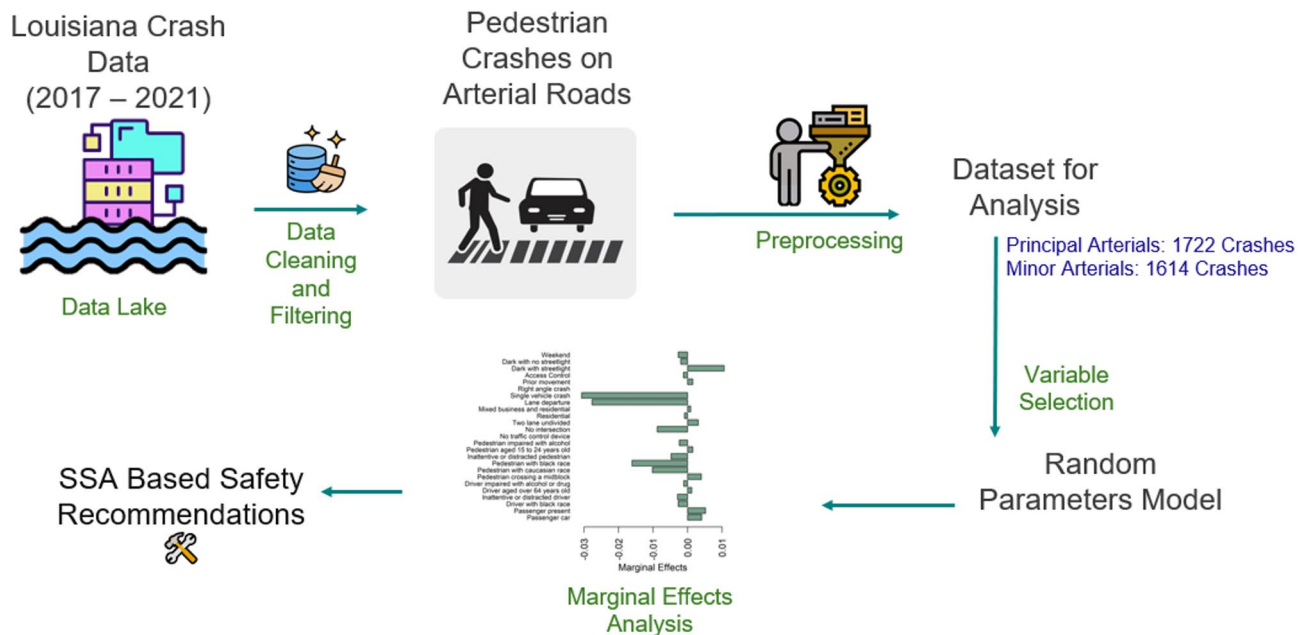 Louisiana Crash
Data
(2017 – 2021)
Data Lake
Data
Cleaning
and
Filtering
Pedestrian
Crashes on
Arterial Roads
Preprocessing
Dataset for
Analysis
Principal Arterials: 1722 Crashes
Minor Arterials: 1614 Crashes
Variable
Selection
Random
Parameters Model
Weekend
Dark with no streetlight
Dark with streetlight
Access Control
Prior movement
Right angle crash
Single vehicle crash
Lane departure
Mixed business and residential
Residential
Two lane undivided
No intersection
No traffic control device
Pedestrian impaired with alcohol
Pedestrian aged 15 to 24 years old
Inattentive or distracted pedestrian
Pedestrian with black race
Pedestrian with caucasian race
Pedestrian crossing a midblock
Driver impaired with alcohol or drug
Driver aged over 64 years old
Inattentive or distracted driver
Driver with black race
Passenger present
Passenger car
-0.03
-0.02
-0.01
0.00
0.01
Marginal Effects
Marginal Effects
Analysis
SSA Based Safety
Recommendations